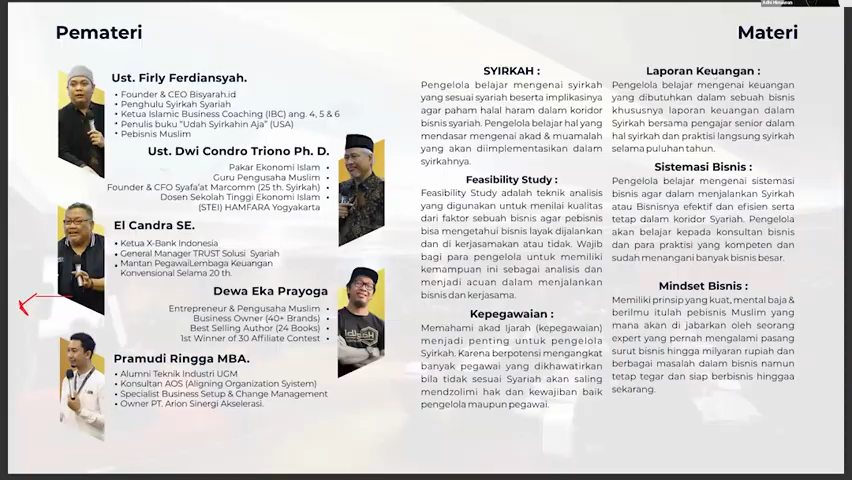 Pemateri
Ust. Firly Ferdiansyah.
• Founder & CEO Bisyarah.id
• Penghulu Syirkah Syariah
• Ketua Islamic Business Coaching (IBC) ang. 4, 5 & 6
• Penulis buku "Udah Syirkahin Aja" (USA)
• Pebisnis Muslim
Ust. Dwi Condro Triono Ph. D.
Pakar Ekonomi Islam •
Guru Pengusaha Muslim •
Founder & CFO Syafa'at Marcomm (25 th. Syirkah) •
Dosen Sekolah Tinggi Ekonomi Islam •
(STEI) HAMFARA Yogyakarta
El Candra SE.
• Ketua X-Bank Indonesia
• General Manager TRUST Solusi Syariah
• Mantan PegawaiLembaga Keuangan
Konvensional Selama 20 th.
Dewa Eka Prayoga
Entrepreneur & Pengusaha Muslim •
Business Owner (40+ Brands) •
Best Selling Author (24 Books) •
1st Winner of 30 Affiliate Contest •
Pramudi Ringga MBA.
• Alumni Teknik Industri UGM
• Konsultan AOS (Aligning Organization Syistem)
• Specialist Business Setup & Change Management
• Owner PT. Arion Sinergi Akselerasi.
Materi
SYIRKAH :
Pengelola belajar mengenai syirkah
yang sesuai syariah beserta implikasinya
agar paham halal haram dalam koridor
bisnis syariah. Pengelola belajar hal yang
mendasar mengenai akad & muamalah
yang akan diimplementasikan dalam
syirkahnya.
Feasibility Study :
Feasibility Study adalah teknik analisis
yang digunakan untuk menilai kualitas
dari faktor sebuah bisnis agar pebisnis
bisa mengetahui bisnis layak dijalankan
dan di kerjasamakan atau tidak. Wajib
bagi para pengelola untuk memiliki
kemampuan ini sebagai analisis dan
menjadi acuan dalam menjalankan
bisnis dan kerjasama.
Kepegawaian :
Memahami akad Ijarah (kepegawaian)
menjadi penting untuk pengelola
Syirkah. Karena berpotensi mengangkat
banyak pegawai yang dikhawatirkan
bila tidak sesuai Syariah akan saling
mendzolimi hak dan kewajiban baik
pengelola maupun pegawai.
Laporan Keuangan :
Pengelola belajar mengenai keuangan
yang dibutuhkan dalam sebuah bisnis
khususnya laporan keuangan dalam
Syirkah bersama pengajar senior dalam
hal syirkah dan praktisi langsung syirkah
selama puluhan tahun.
Sistemasi Bisnis :
Pengelola belajar mengenai sistemasi
bisnis agar dalam menjalankan Syirkah
atau Bisnisnya efektif dan efisien serta
tetap dalam koridor Syariah. Pengelola
akan belajar kepada konsultan bisnis
dan para praktisi yang kompeten dan
sudah menangani banyak bisnis besar.
Mindset Bisnis :
Memiliki prinsip yang kuat, mental baja &
berilmu itulah pebisnis Muslim yang
mana akan di jabarkan oleh seorang
expert yang pernah mengalami pasang
surut bisnis hingga milyaran rupiah dan
berbagai masalah dalam bisnis namun
tetap tegar dan siap berbisnis hinggaa
sekarang.